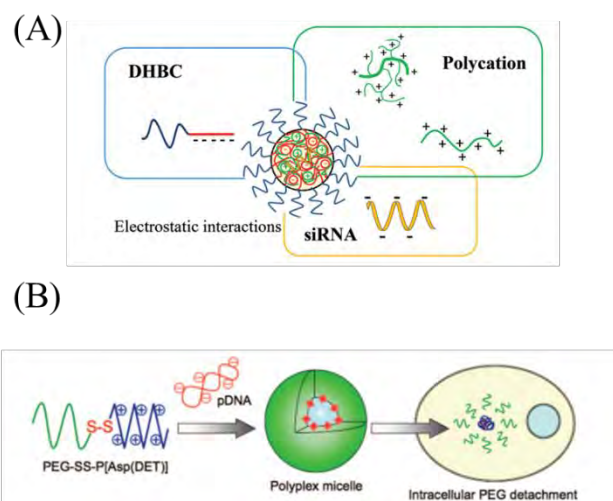 (A)
DHBC
Polycation
Electrostatic interactions
siRNA
(B)
pDNA
S-S
PEG-SS-P[Asp(DET)]
Polyplex micelle
Intracellular PEG detachment